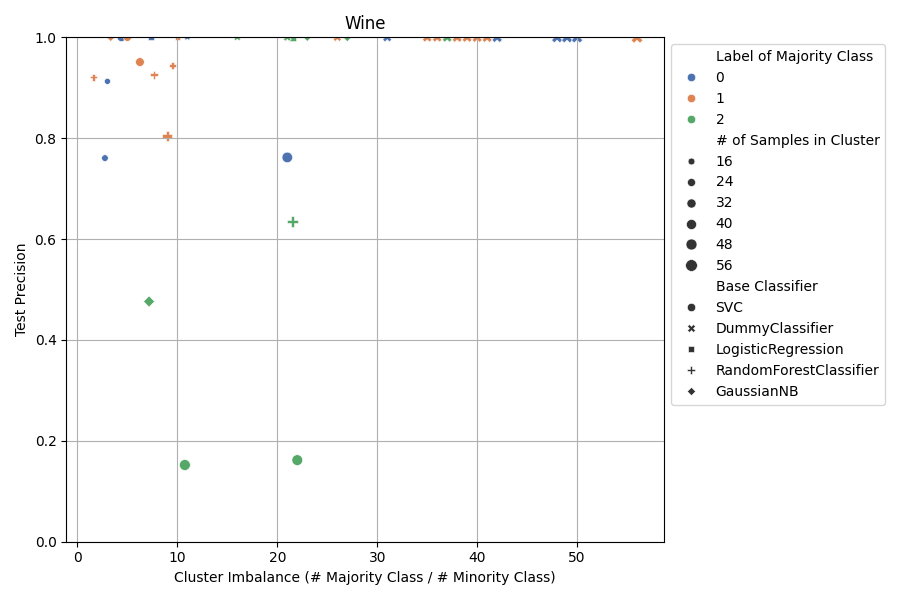 Wine
Test Precision
1.0
0.8
0.6
0.4
0.2
0.0
0 10 20 30 40 50
Cluster Imbalance (# Majority Class / # Minority Class)
Label of Majority Class
0
1
2
# of Samples in Cluster
16
24
32
40
48
56
Base Classifier
SVC
DummyClassifier
LogisticRegression
RandomForestClassifier
GaussianNB